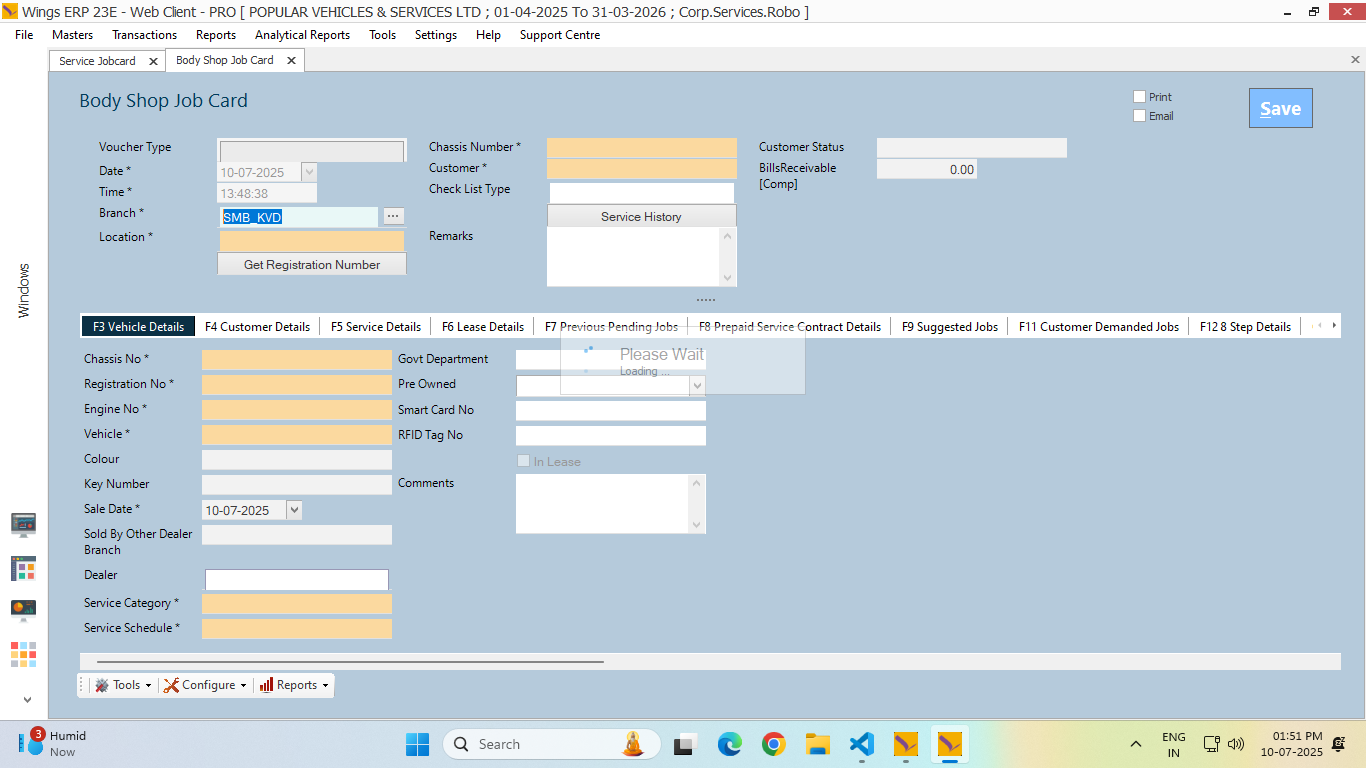 Wings ERP 23E - Web Client - PRO [ POPULAR VEHICLES & SERVICES LTD ; 01-04-2025 To 31-03-2026 ; Corp.Services.Robo ]
File Masters Transactions Reports Analytical Reports Tools Settings Help Support Centre
Service Jobcard Body Shop Job Card
Body Shop Job Card
Print
Email
Save
Voucher Type
Date *
10-07-2025
Time *
13:48:38
Branch *
SMB_KVD
...
Location *
Get Registration Number
Chassis Number *
Customer *
Check List Type
Service History
Remarks
Customer Status
BillsReceivable
[Comp]
0.00
Windows
F3 Vehicle Details F4 Customer Details F5 Service Details F6 Lease Details F7 Previous Pending Jobs F8 Prepaid Service Contract Details F9 Suggested Jobs F11 Customer Demanded Jobs F12 8 Step Details
Please Wait
Loading ...
Chassis No *
Registration No *
Engine No *
Vehicle *
Colour
Key Number
Sale Date *
10-07-2025
Sold By Other Dealer
Branch
Dealer
Service Category *
Service Schedule *
Govt Department
Pre Owned
Smart Card No
RFID Tag No
In Lease
Comments
Tools Configure Reports
3
Humid
Now
Search
ENG
IN
01:51 PM
10-07-2025